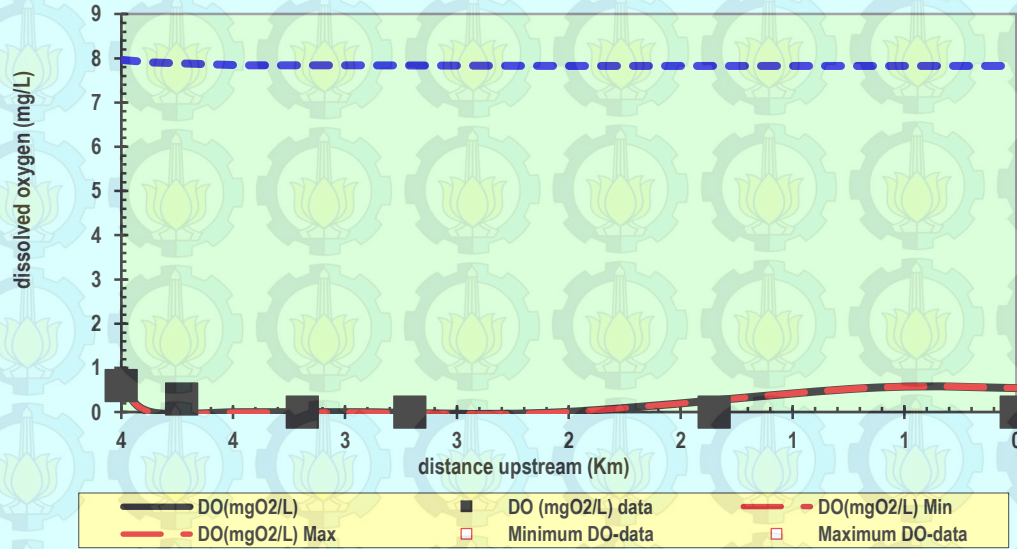 9
8
7
6
5
4
3
2
1
0
dissolved oxygen (mg/L)
4 4 3 3 2 2 1 1 0
distance upstream (Km)
DO(mgO2/L) DO (mgO2/L) data DO(mgO2/L) Min
DO(mgO2/L) Max Minimum DO-data Maximum DO-data